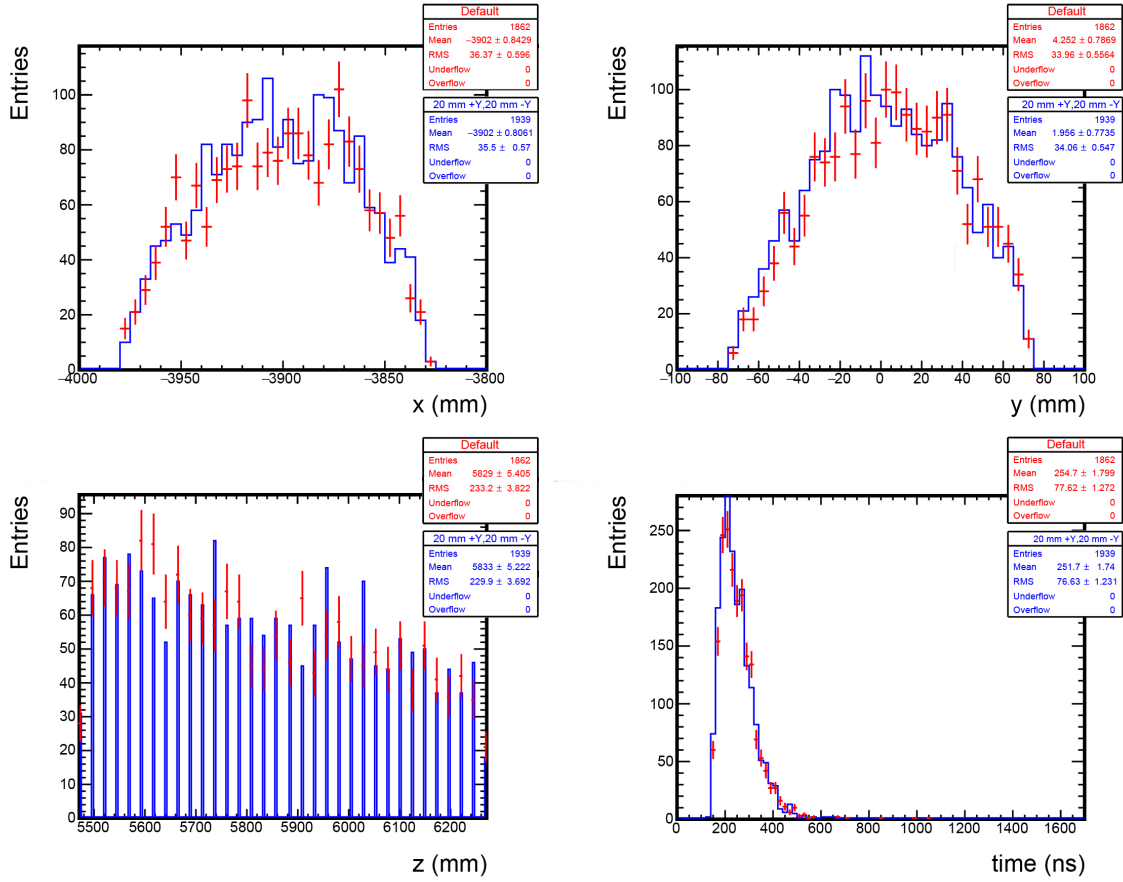 Default
Entries 1862
Mean −3902 ± 0.8429
RMS 36.37 ± 0.596
Underflow 0
Overflow 0
20 mm +Y,20 mm -Y
Entries 1939
Mean −3902 ± 0.8061
RMS 35.5 ± 0.57
Underflow 0
Overflow 0
Entries
100
80
60
40
20
0
−4000 −3950 −3900 −3850 −3800
x (mm)
Default
Entries 1862
Mean 4.252 ± 0.7869
RMS 33.96 ± 0.5564
Underflow 0
Overflow 0
20 mm +Y,20 mm -Y
Entries 1939
Mean 1.956 ± 0.7735
RMS 34.06 ± 0.547
Underflow 0
Overflow 0
Entries
100
80
60
40
20
0
−100 −80 −60 −40 −20 0 20 40 60 80 100
y (mm)
Default
Entries 1862
Mean 5829 ± 5.405
RMS 233.2 ± 3.822
Underflow 0
Overflow 0
20 mm +Y,20 mm -Y
Entries 1939
Mean 5833 ± 5.222
RMS 229.9 ± 3.692
Underflow 0
Overflow 0
Entries
90
80
70
60
50
40
30
20
10
0
5500 5600 5700 5800 5900 6000 6100 6200
z (mm)
Default
Entries 1862
Mean 254.7 ± 1.799
RMS 77.62 ± 1.272
Underflow 0
Overflow 0
20 mm +Y,20 mm -Y
Entries 1939
Mean 251.7 ± 1.74
RMS 76.63 ± 1.231
Underflow 0
Overflow 0
Entries
250
200
150
100
50
0
0 200 400 600 800 1000 1200 1400 1600
time (ns)